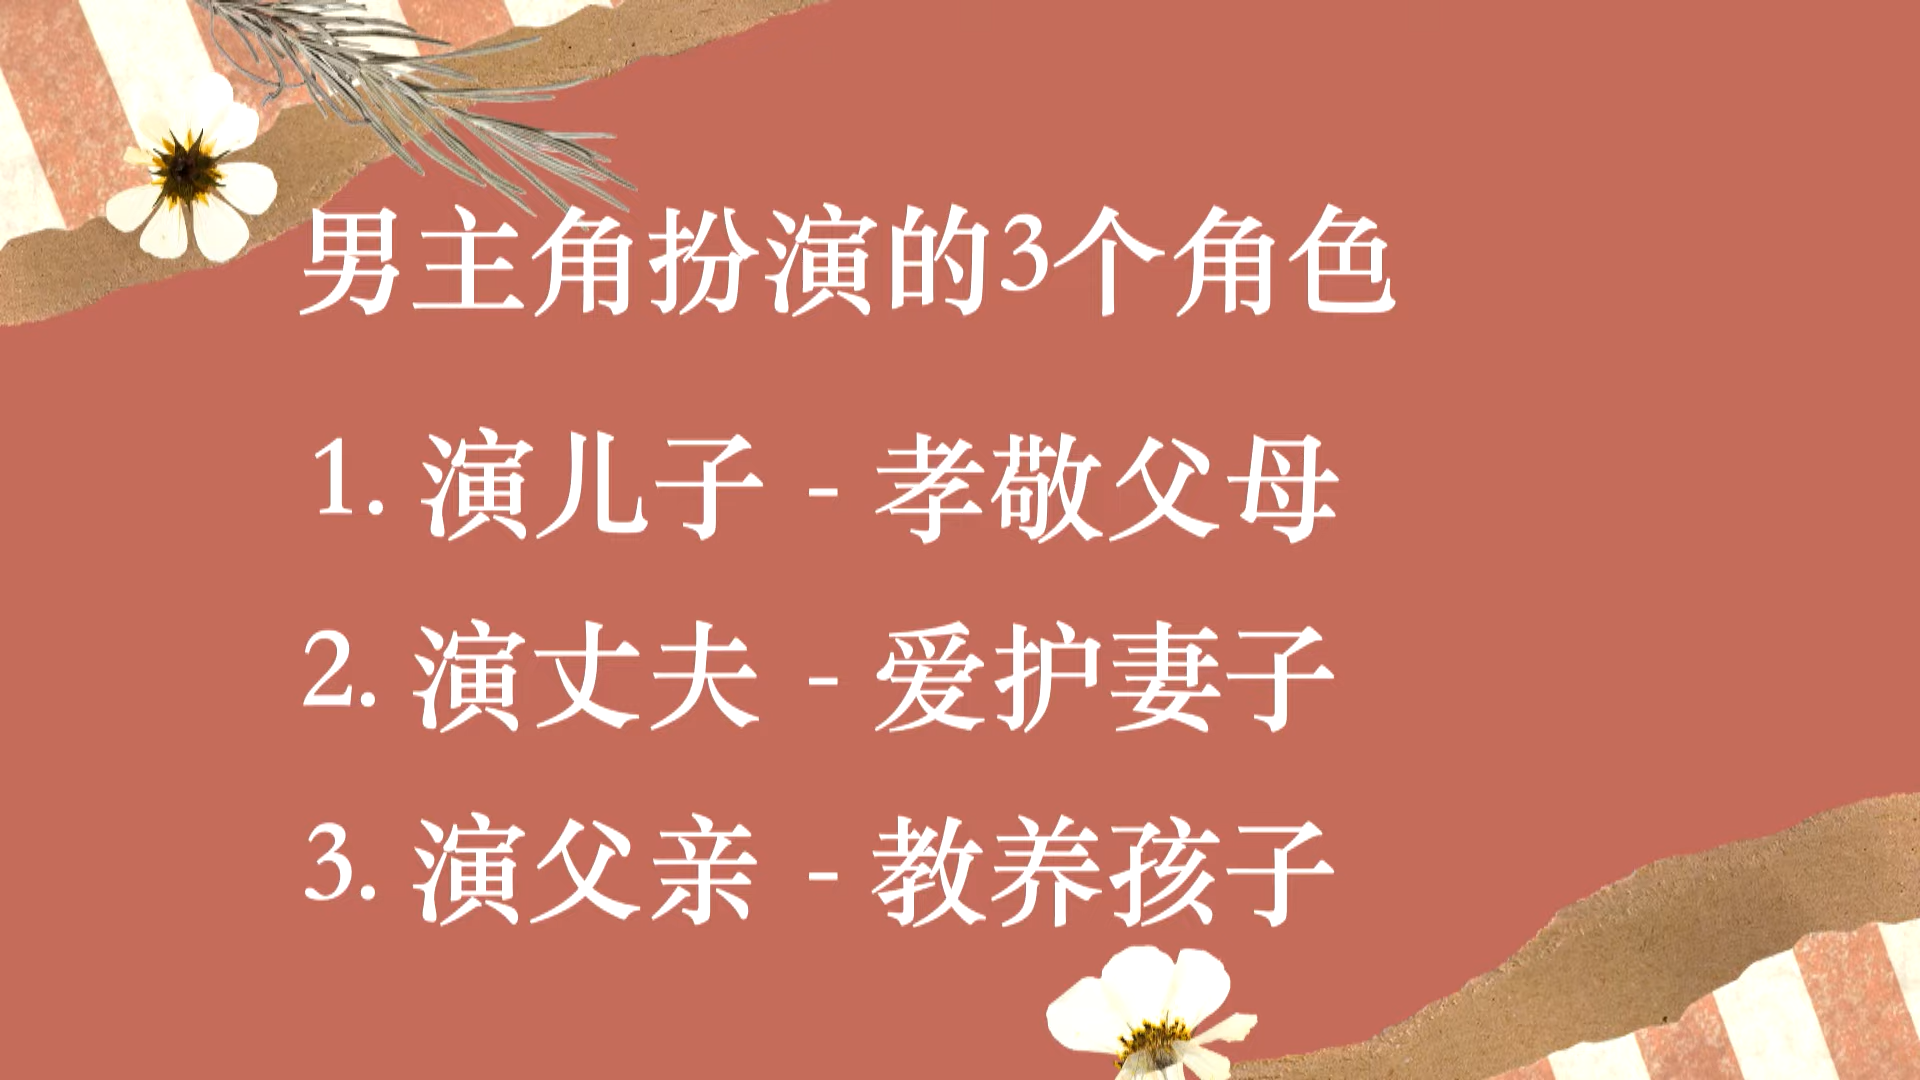 男主角扮演的3个角色
1. 演儿子 - 孝敬父母
2. 演丈夫 - 爱护妻子
3. 演父亲 - 教养孩子